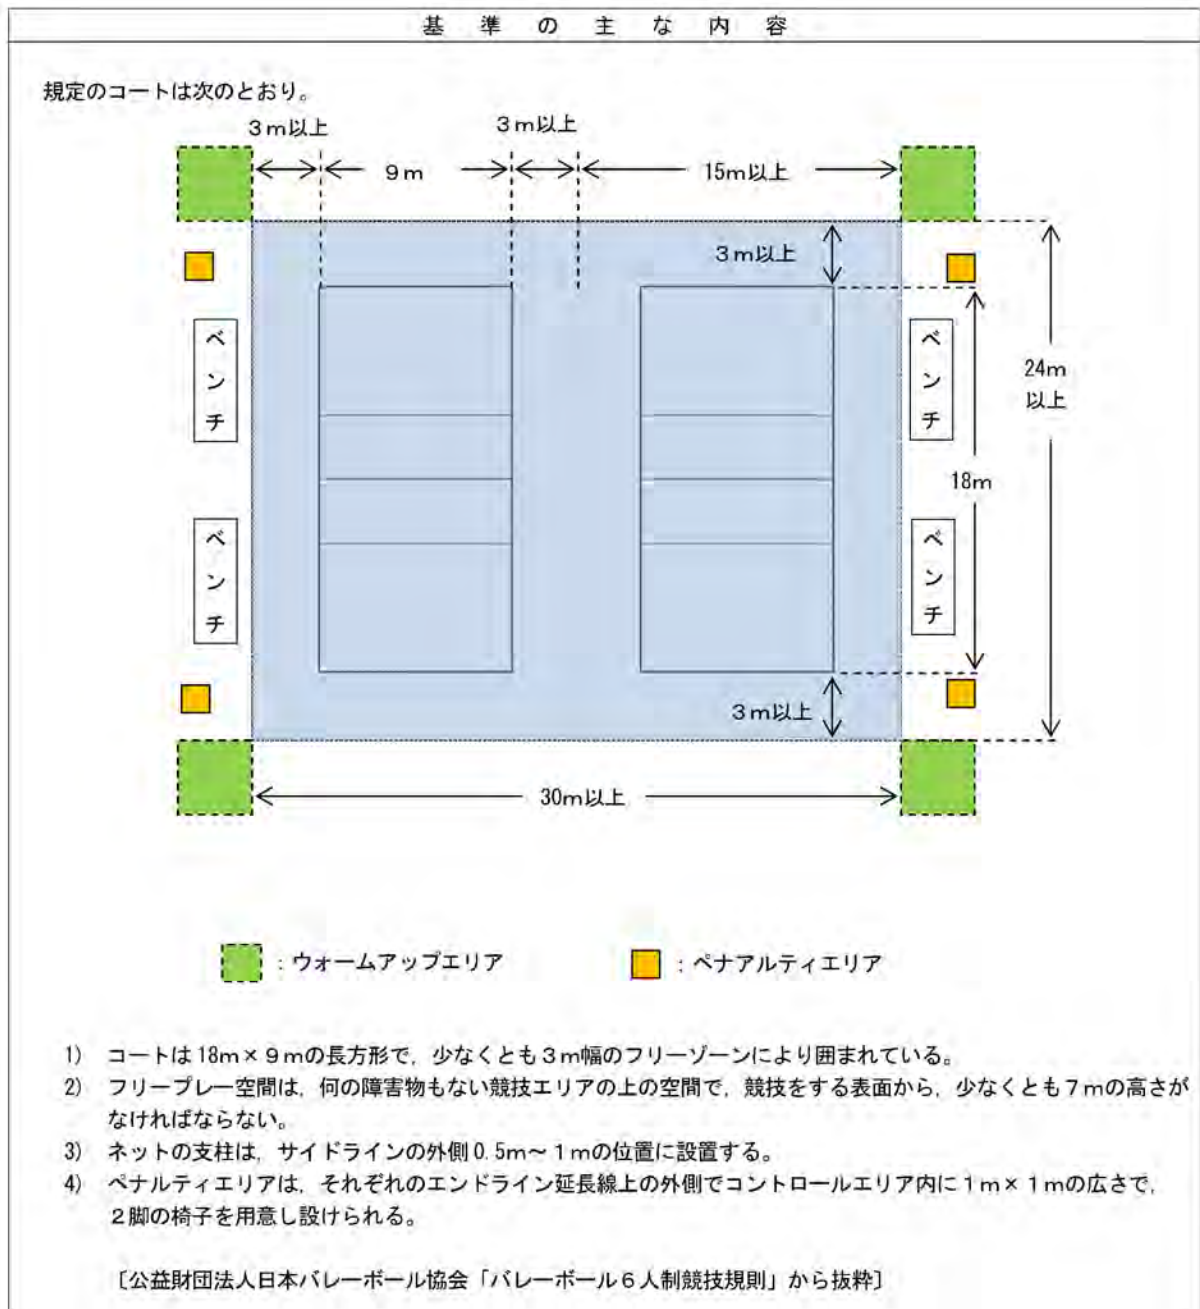 基準の主な内容
規定のコートは次のとおり。
３ｍ以上
３ｍ以上
９ｍ
15ｍ以上
３ｍ以上
ベンチ
ベンチ
24ｍ
以上
18ｍ
ベンチ
ベンチ
３ｍ以上
30ｍ以上
：ウォームアップエリア
：ペナアルティエリア
1) コートは18ｍ×９ｍの長方形で，少なくとも３ｍ幅のフリーゾーンにより囲まれている。
2) フリープレー空間は，何の障害物もない競技エリアの上の空間で，競技をする表面から，少なくとも７ｍの高さが
なければならない。
3) ネットの支柱は，サイドラインの外側0.5ｍ～１ｍの位置に設置する。
4) ペナルティエリアは，それぞれのエンドライン延長線上の外側でコントロールエリア内に１ｍ×１ｍの広さで，
２脚の椅子を用意し設けられる。
〔公益財団法人日本バレーボール協会「バレーボール６人制競技規則」から抜粋〕